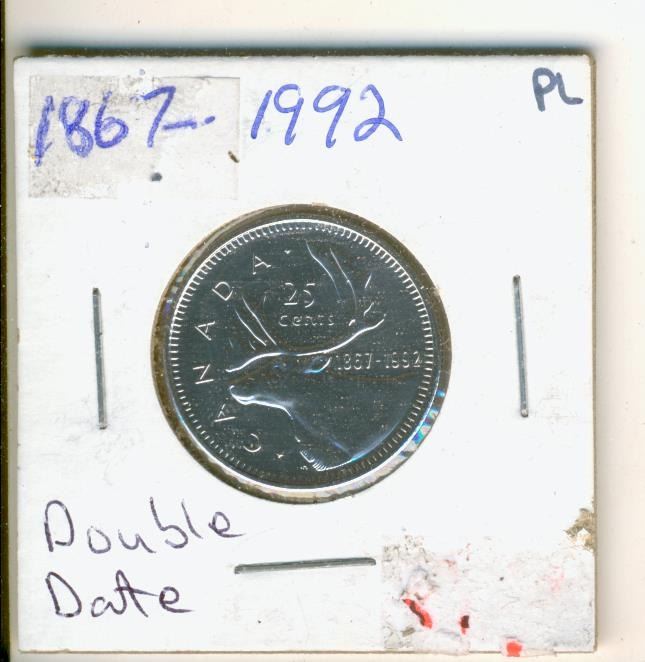 1867-. 1992
PL
CANADA
25
cents
1867-1992
Double
Date